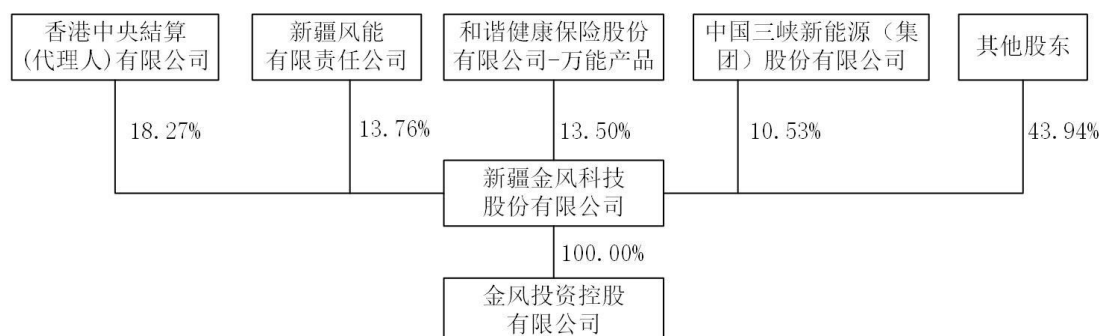 香港中央結算
(代理人)有限公司
新疆风能
有限责任公司
和谐健康保险股份
有限公司-万能产品
中国三峡新能源（集
团）股份有限公司
其他股东
18.27%
13.76%
13.50%
10.53%
43.94%
新疆金风科技
股份有限公司
100.00%
金风投资控股
有限公司